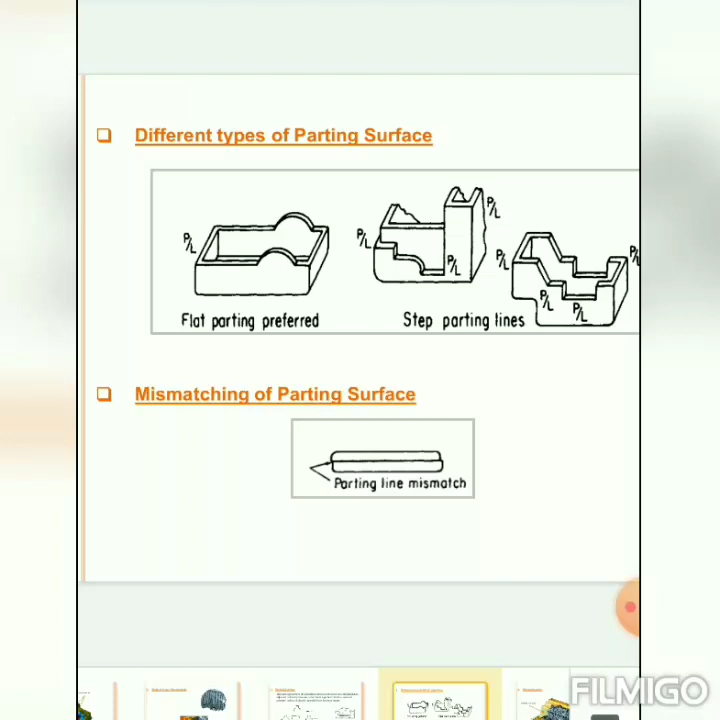 Different types of Parting Surface
P/L
P/L
P/L
P/L
P/L
P/L
P/L
P/L
Flat parting preferred
Step parting lines
Mismatching of Parting Surface
Parting line mismatch
FILMIGO